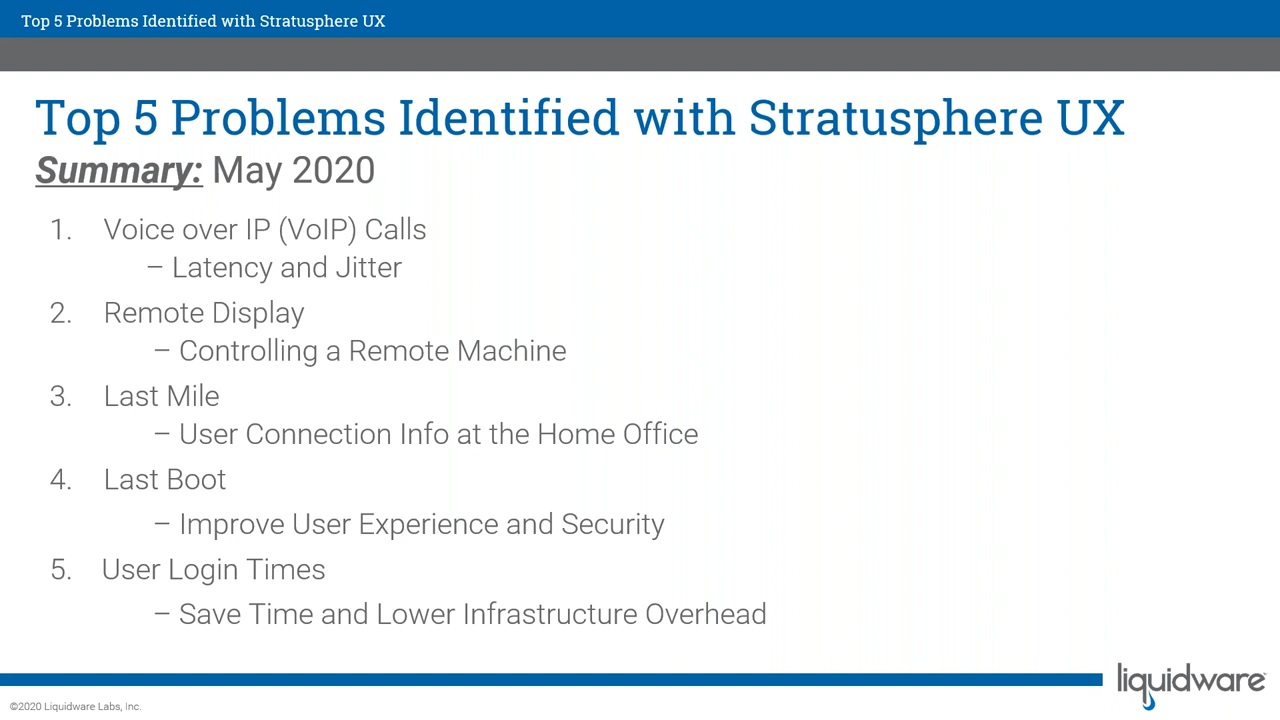 Top 5 Problems Identified with Stratusphere UX
Top 5 Problems Identified with Stratusphere UX
Summary: May 2020
1. Voice over IP (VoIP) Calls
– Latency and Jitter
2. Remote Display
– Controlling a Remote Machine
3. Last Mile
– User Connection Info at the Home Office
4. Last Boot
– Improve User Experience and Security
5. User Login Times
– Save Time and Lower Infrastructure Overhead
liquidware
©2020 Liquidware Labs, Inc.